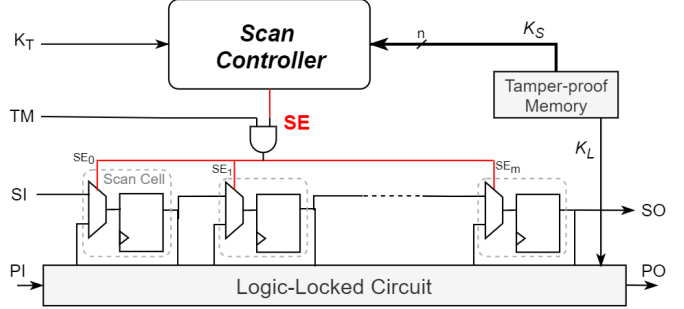 Scan
Controller
K_T
n
K_S
Tamper-proof
Memory
TM
SE
K_L
SE_0
SE_1
SE_m
Scan Cell
SI
SO
PI
PO
Logic-Locked Circuit